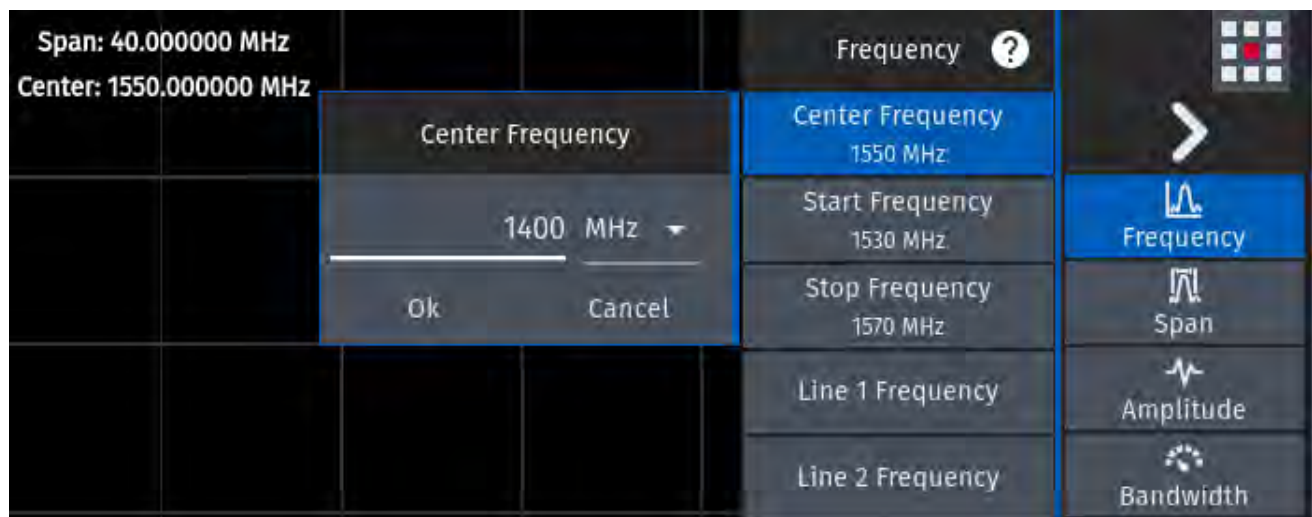 Span: 40.000000 MHz
Center: 1550.000000 MHz
Center Frequency
1400 MHz
Ok Cancel
Frequency ?
Center Frequency
1550 MHz
Start Frequency
1530 MHz
Stop Frequency
1570 MHz
Line 1 Frequency
Line 2 Frequency
Frequency
Span
Amplitude
Bandwidth